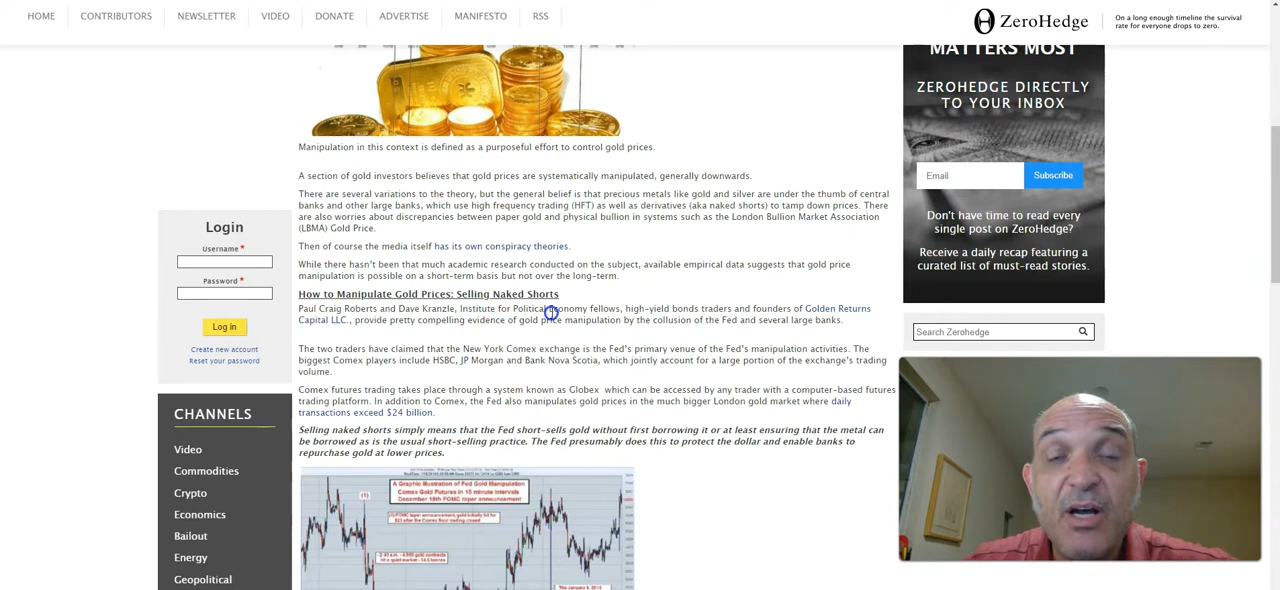 HOME
CONTRIBUTORS
NEWSLETTER
VIDEO
DONATE
ADVERTISE
MANIFESTO
RSS
ZeroHedge
On a long enough timeline the survival
rate for everyone drops to zero.
MATTERS MOST
ZEROHEDGE DIRECTLY
TO YOUR INBOX
Email
Subscribe
Don't have time to read every
single post on ZeroHedge?
Receive a daily recap featuring a
curated list of must-read stories.
Search Zerohedge
Manipulation in this context is defined as a purposeful effort to control gold prices.
A section of gold investors believes that gold prices are systematically manipulated, generally downwards.
There are several variations to the theory, but the general belief is that precious metals like gold and silver are under the thumb of central
banks and other large banks, which use high frequency trading (HFT) as well as derivatives (aka naked shorts) to tamp down prices. There
are also worries about discrepancies between paper gold and physical bullion in systems such as the London Bullion Market Association
(LBMA) Gold Price.
Then of course the media itself has its own conspiracy theories.
While there hasn't been that much academic research conducted on the subject, available empirical data suggests that gold price
manipulation is possible on a short-term basis but not over the long-term.
How to Manipulate Gold Prices: Selling Naked Shorts
Paul Craig Roberts and Dave Kranzle, Institute for Political Economy fellows, high-yield bonds traders and founders of Golden Returns
Capital LLC., provide pretty compelling evidence of gold price manipulation by the collusion of the Fed and several large banks.
The two traders have claimed that the New York Comex exchange is the Fed's primary venue of the Fed's manipulation activities. The
biggest Comex players include HSBC, JP Morgan and Bank Nova Scotia, which jointly account for a large portion of the exchange's trading
volume.
Comex futures trading takes place through a system known as Globex which can be accessed by any trader with a computer-based futures
trading platform. In addition to Comex, the Fed also manipulates gold prices in the much bigger London gold market where daily
transactions exceed $24 billion.
Selling naked shorts simply means that the Fed short-sells gold without first borrowing it or at least ensuring that the metal can
be borrowed as is the usual short-selling practice. The Fed presumably does this to protect the dollar and enable banks to
repurchase gold at lower prices.
A Graphic Illustration of Fed Gold Manipulation
Comex Gold Futures in 15 minute intervals
December 18th FOMC taper announcement
Login
Username *
Password *
Log in
Create new account
Reset your password
CHANNELS
Video
Commodities
Crypto
Economics
Bailout
Energy
Geopolitical